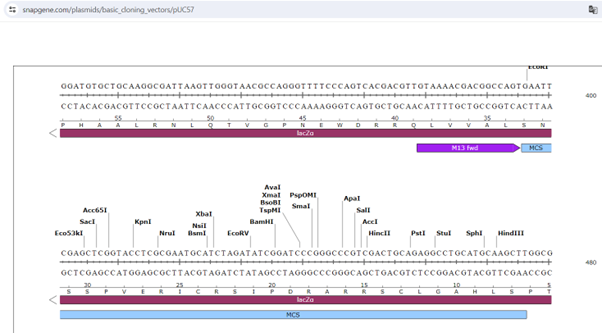 snapgene.com/plasmids/basic_cloning_vectors/pUC57
EcoRI
GGATGTGCTGCAAGGCGATTAAGTTGGGTAACGCCAGGGTTTTCCCAGTCACGACGTTGTAAAACGACGGCCAGTGAATT
400
CCTACACGACGTTCCGCTAATTCAACCCATTGCGGTCCCAAAAGGGTCAGTGCTGCAACATTTTGCTGCCGGTCACTTAA
55 50 45 40 35
P H A A L R N L Q T V G P N E W D R R Q L V V A L S N
lacZα
M13 fwd MCS
AvaI
XmaI
BsoBI PspOMI ApaI
Acc65I XbaI TspMI SmaI SalI
SacI KpnI NsiI BamHI AccI
Eco53kI NruI BsmI EcoRV HincII PstI StuI SphI HindIII
CGAGCTCGGTACCTCGCGAATGCATCTAGATATCGGATCCCGGGCCCGTCGACTGCAGAGGCCTGCATGCAAGCTTGGCG
480
GCTCGAGCCATGGAGCGCTTACGTAGATCTATAGCCTAGGGCCCGGGCAGCTGACGTCTCCGGACGTACGTTCGAACCGC
30 25 20 15 10 5
S S P V E R I C R S I P D R A R R S C L G A H L S P T
lacZα
MCS